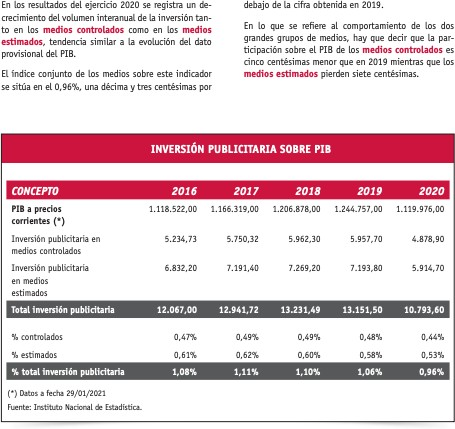 En los resultados del ejercicio 2020 se registra un de-
crecimiento del volumen interanual de la inversión tan-
to en los medios controlados como en los medios
estimados, tendencia similar a la evolución del dato
provisional del PIB.
El índice conjunto de los medios sobre este indicador
se sitúa en el 0,96%, una décima y tres centésimas por
debajo de la cifra obtenida en 2019.
En lo que se refiere al comportamiento de los dos
grandes grupos de medios, hay que decir que la par-
ticipación sobre el PIB de los medios controlados es
cinco centésimas menor que en 2019 mientras que los
medios estimados pierden siete centésimas.
INVERSIÓN PUBLICITARIA SOBRE PIB
CONCEPTO 2016 2017 2018 2019 2020
PIB a precios
corrientes (*) 1.118.522,00 1.166.319,00 1.206.878,00 1.244.757,00 1.119.976,00
Inversión publicitaria en 5.234,73 5.750,32 5.962,30 5.957,70 4.878,90
medios controlados
Inversión publicitaria 6.832,20 7.191,40 7.269,20 7.193,80 5.914,70
en medios
estimados
Total inversión publicitaria 12.067,00 12.941,72 13.231,49 13.151,50 10.793,60
% controlados 0,47% 0,49% 0,49% 0,48% 0,44%
% estimados 0,61% 0,62% 0,60% 0,58% 0,53%
% total inversión publicitaria 1,08% 1,11% 1,10% 1,06% 0,96%
(*) Datos a fecha 29/01/2021
Fuente: Instituto Nacional de Estadística.